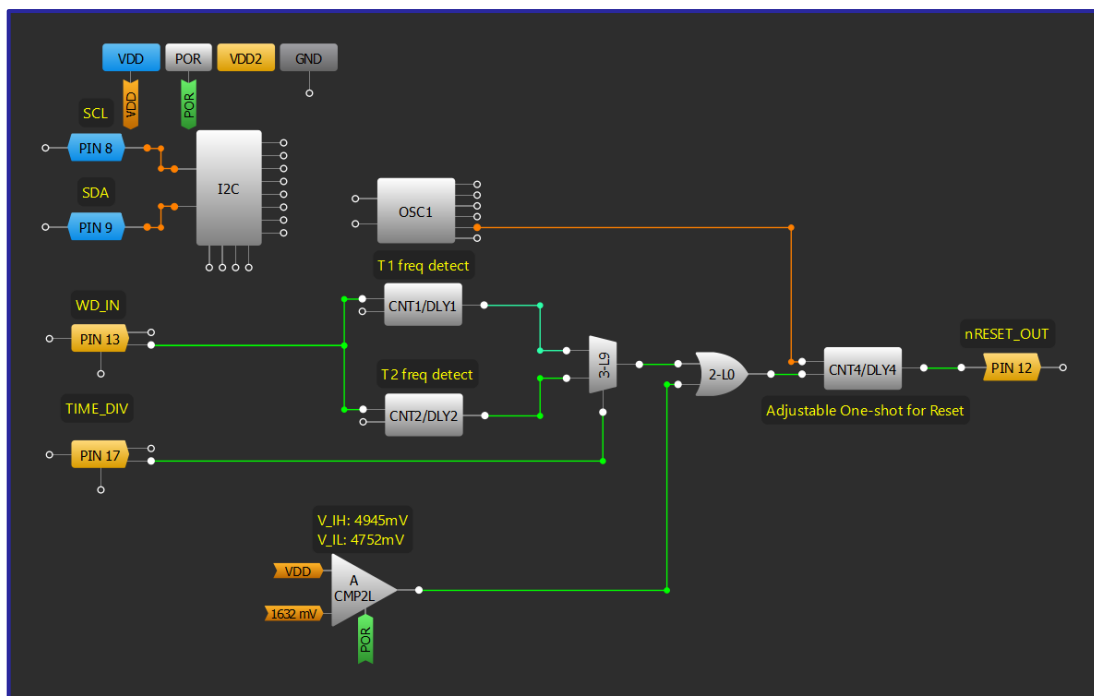 VDD
POR
VDD2
GND
VDD
POR
SCL
PIN 8
I2C
SDA
PIN 9
OSC1
T1 freq detect
CNT1/DLY1
WD_IN
PIN 13
nRESET_OUT
3-L9
2-L0
CNT4/DLY4
PIN 12
T2 freq detect
CNT2/DLY2
Adjustable One-shot for Reset
TIME_DIV
PIN 17
V_IH: 4945mV
V_IL: 4752mV
VDD
A
CMP2L
1632 mV
POR